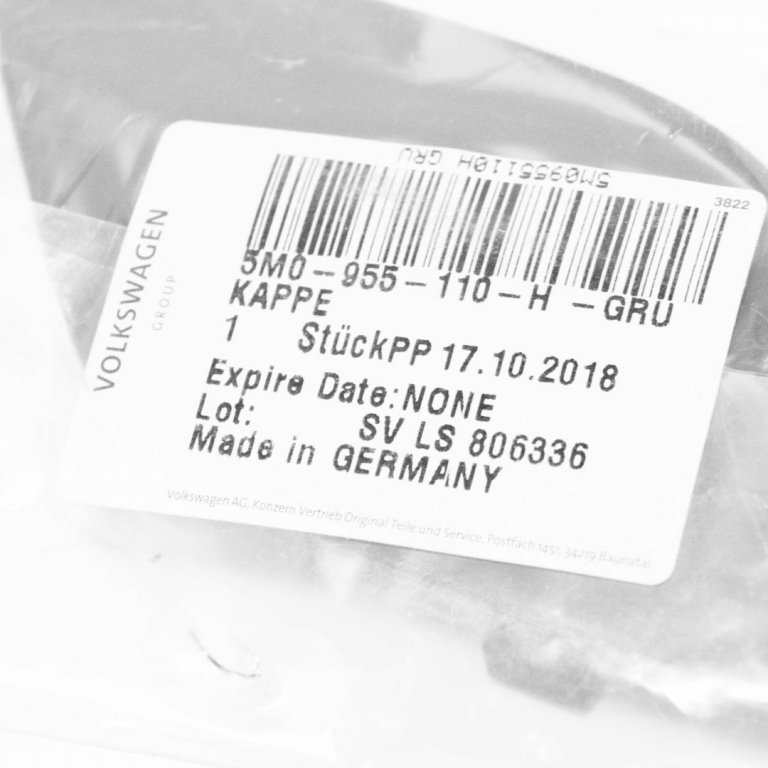 5M0955110H GRU
3822
VOLKSWAGEN
GROUP
5M0-955-110-H -GRU
KAPPE
1 StückPP 17.10.2018
Expire Date:NONE
Lot: SV LS 806336
Made in GERMANY
Volkswagen AG, Konzern Vertrieb Original Teile und Service, Postfach 1451, 34219 Baunatal